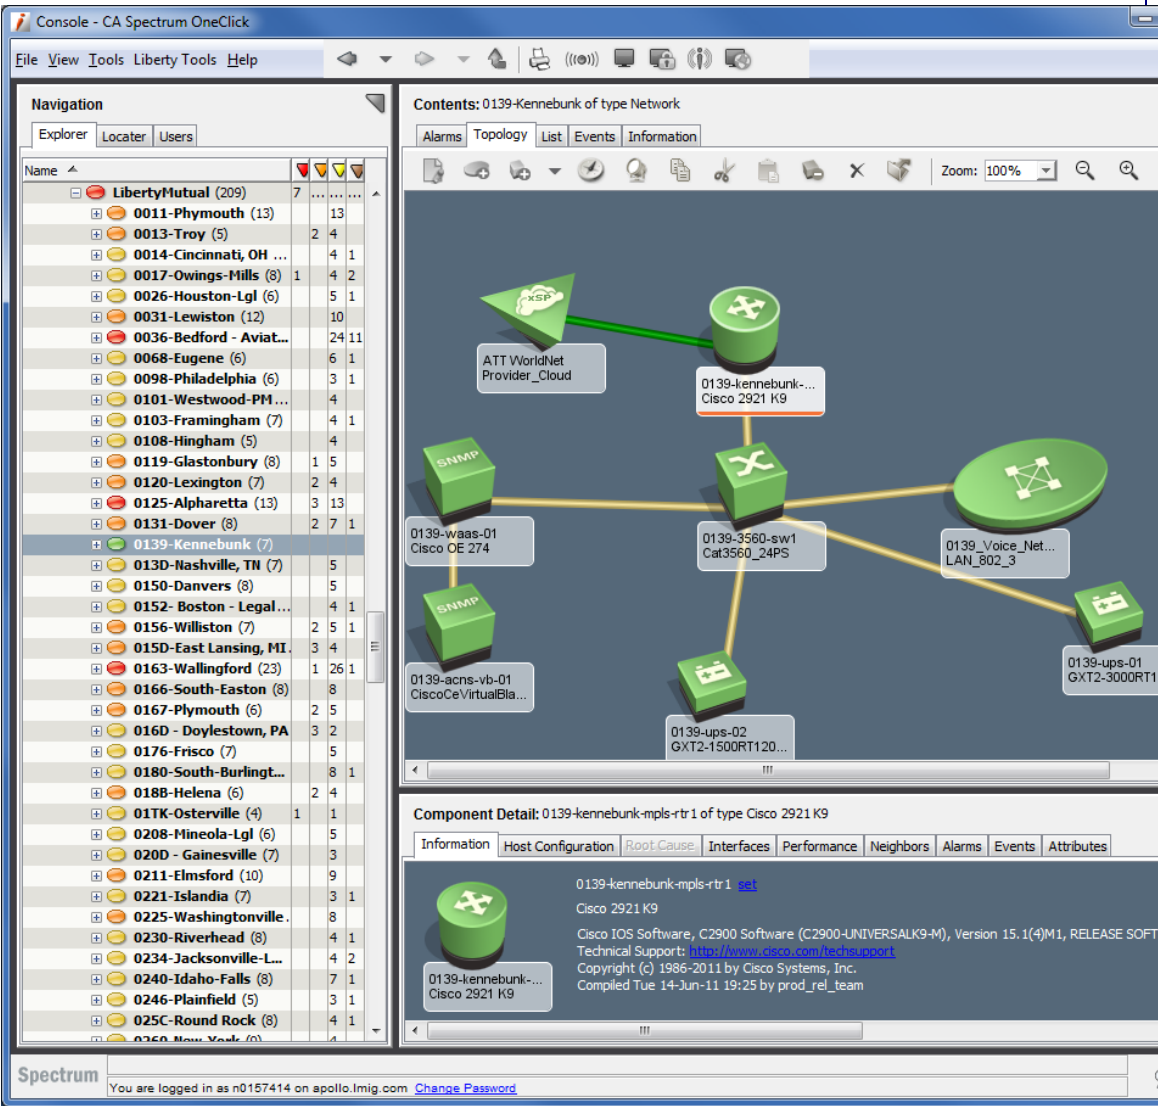 Console - CA Spectrum OneClick
File View Tools Liberty Tools Help
Navigation
Explorer Locater Users
Name
LibertyMutual (209) 7 ... ... ...
0011-Phymouth (13) 13
0013-Troy (5) 2 4
0014-Cincinnati, OH ... 4 1
0017-Owings-Mills (8) 1 4 2
0026-Houston-Lgl (6) 5 1
0031-Lewiston (12) 10
0036-Bedford - Aviat... 24 11
0068-Eugene (6) 6 1
0098-Philadelphia (6) 3 1
0101-Westwood-PM ... 4
0103-Framingham (7) 4 1
0108-Hingham (5) 4
0119-Glastonbury (8) 1 5
0120-Lexington (7) 2 4
0125-Alpharetta (13) 3 13
0131-Dover (8) 2 7 1
0139-Kennebunk (7)
013D-Nashville, TN (7) 5
0150-Danvers (8) 5
0152- Boston - Legal... 4 1
0156-Williston (7) 2 5 1
015D-East Lansing, MI. 3 4
0163-Wallingford (23) 1 26 1
0166-South-Easton (8) 8
0167-Plymouth (6) 2 5
016D - Doylestown, PA 3 2
0176-Frisco (7) 5
0180-South-Burlingt... 8 1
018B-Helena (6) 2 4
01TK-Osterville (4) 1 1
0208-Mineola-Lgl (6) 5
020D - Gainesville (7) 3
0211-Elmsford (10) 9
0221-Islandia (7) 3 1
0225-Washingtonville. 8
0230-Riverhead (8) 4 1
0234-Jacksonville-L... 4 2
0240-Idaho-Falls (8) 7 1
0246-Plainfield (5) 3 1
025C-Round Rock (8) 4 1
0260-New-York (9) 4
Contents: 0139-Kennebunk of type Network
Alarms Topology List Events Information
Zoom: 100%
XSP
ATT WorldNet
Provider_Cloud
0139-kennebunk-...
Cisco 2921 K9
SNMP
0139-waas-01
Cisco OE 274
0139-3560-sw1
Cat3560_24PS
0139_Voice_Net...
LAN_802_3
SNMP
0139-acns-vb-01
CiscoCeVirtualBla...
0139-ups-02
GXT2-1500RT120...
0139-ups-01
GXT2-3000RT1
Component Detail: 0139-kennebunk-mpls-rtr1 of type Cisco 2921 K9
Information Host Configuration Root Cause Interfaces Performance Neighbors Alarms Events Attributes
0139-kennebunk-mpls-rtr1 set
Cisco 2921 K9
Cisco IOS Software, C2900 Software (C2900-UNIVERSALK9-M), Version 15.1(4)M1, RELEASE SOFT
Technical Support: http://www.cisco.com/techsupport
Copyright (c) 1986-2011 by Cisco Systems, Inc.
Compiled Tue 14-Jun-11 19:25 by prod_rel_team
0139-kennebunk-...
Cisco 2921 K9
Spectrum
You are logged in as n0157414 on apollo.lmig.com Change Password